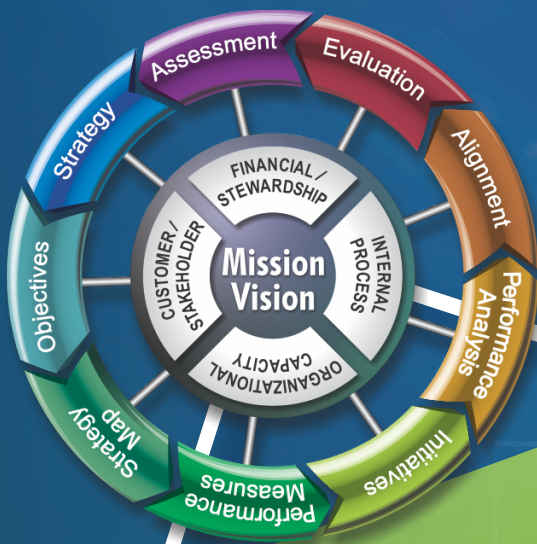 Assessment
Evaluation
Strategy
Alignment
FINANCIAL /
STEWARDSHIP
CUSTOMER /
STAKEHOLDER
Mission
Vision
INTERNAL
PROCESS
Objectives
Performance
Analysis
ORGANIZATIONAL
CAPACITY
Strategy
Map
Initiatives
Performance
Measures